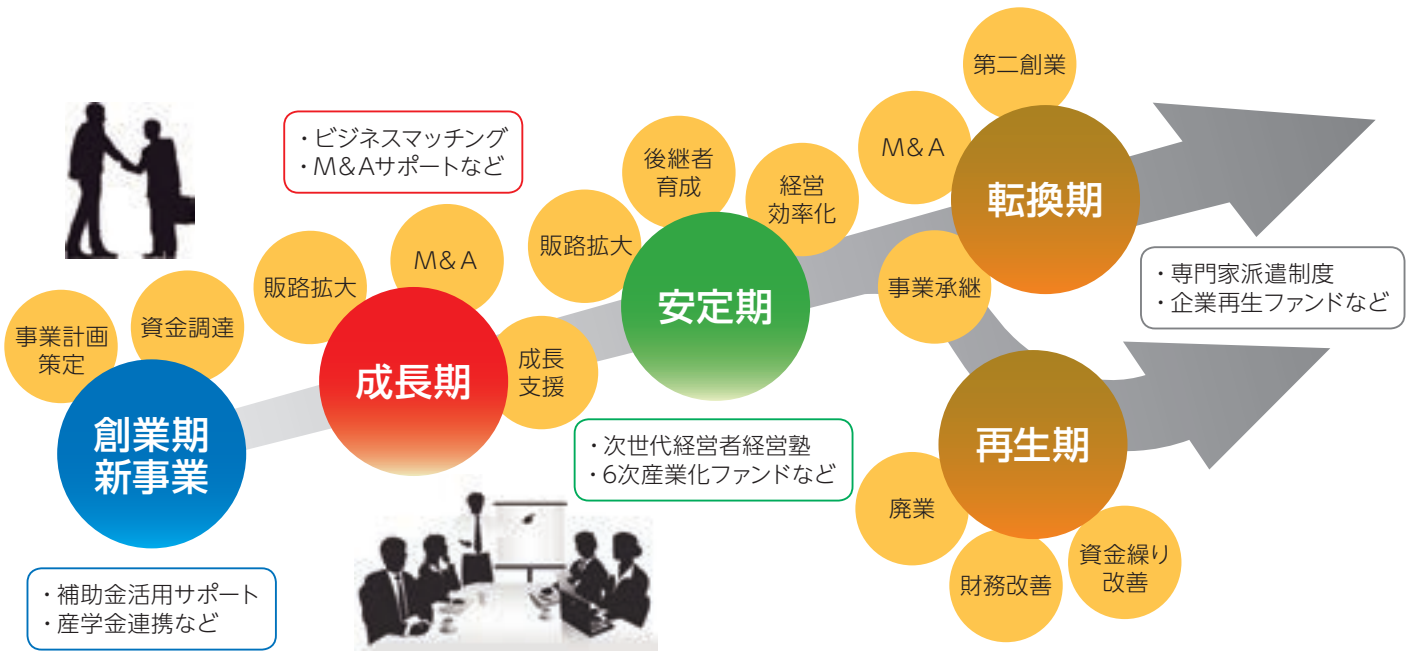 事業計画
策定
資金調達
創業期
新事業
・補助金活用サポート
・産学金連携など
・ビジネスマッチング
・M&Aサポートなど
販路拡大
M&A
成長期
成長
支援
販路拡大
後継者
育成
経営
効率化
安定期
・次世代経営者経営塾
・6次産業化ファンドなど
M&A
第二創業
転換期
事業承継
・専門家派遣制度
・企業再生ファンドなど
再生期
廃業
財務改善
資金繰り
改善